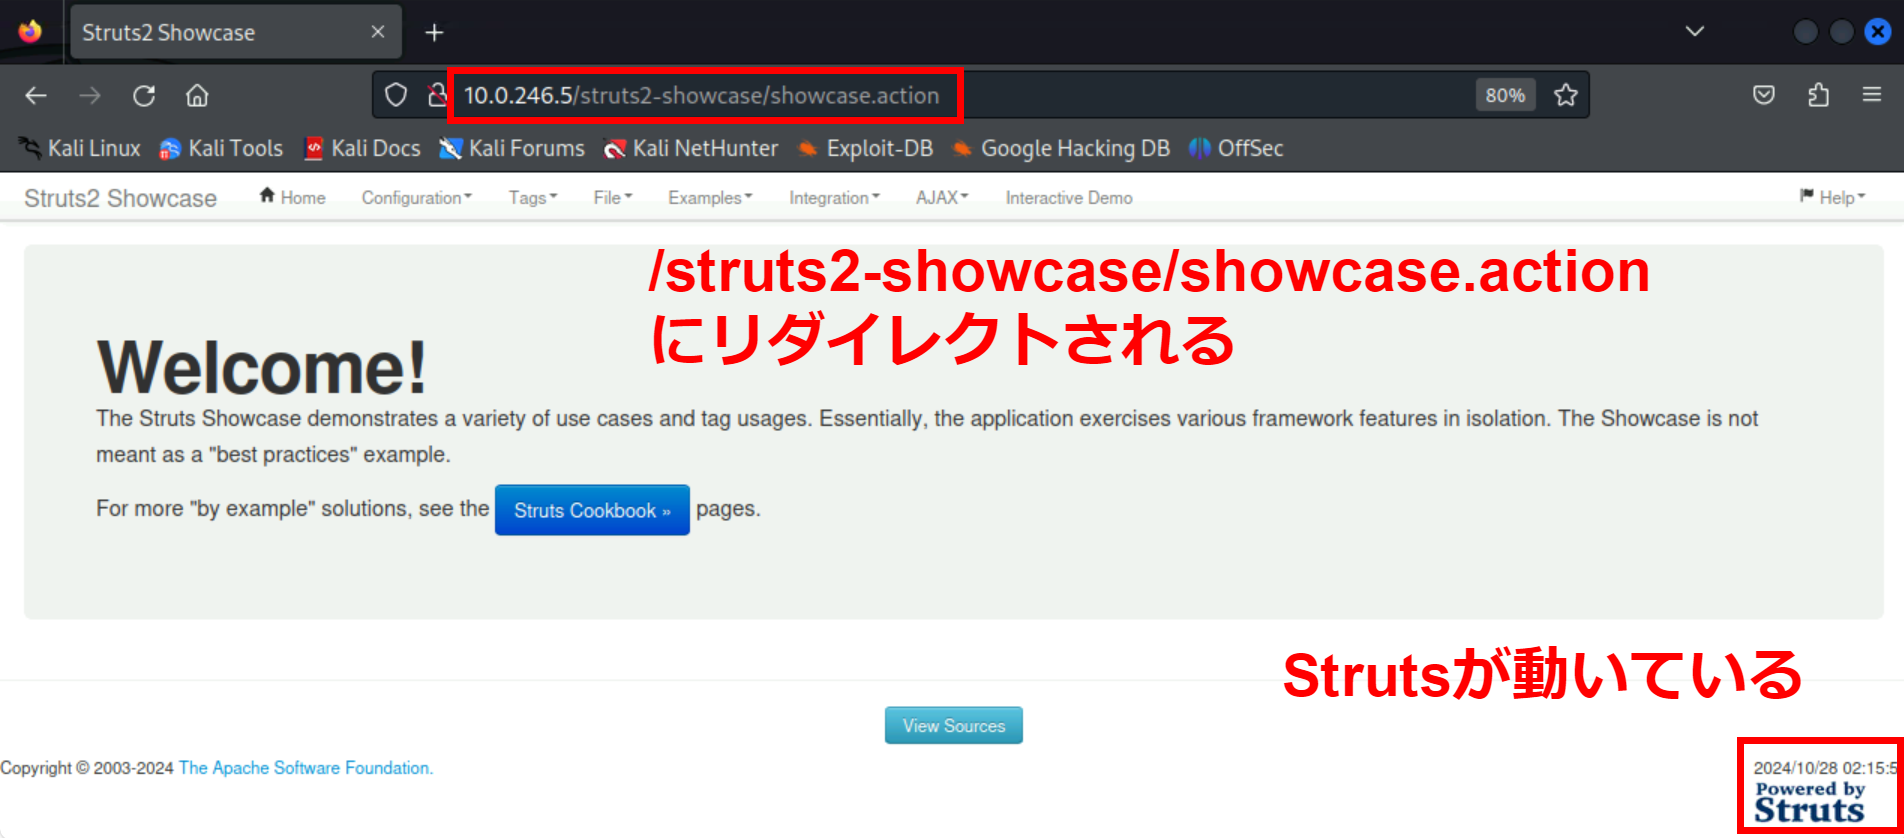 Struts2 Showcase
10.0.246.5/struts2-showcase/showcase.action
80%
Kali Linux Kali Tools Kali Docs Kali Forums Kali NetHunter Exploit-DB Google Hacking DB OffSec
Struts2 Showcase Home Configuration Tags File Examples Integration AJAX Interactive Demo Help
/struts2-showcase/showcase.action
にリダイレクトされる
Welcome!
The Struts Showcase demonstrates a variety of use cases and tag usages. Essentially, the application exercises various framework features in isolation. The Showcase is not
meant as a "best practices" example.
For more "by example" solutions, see the Struts Cookbook » pages.
Strutsが動いている
View Sources
Copyright © 2003-2024 The Apache Software Foundation.
2024/10/28 02:15:5
Powered by
Struts